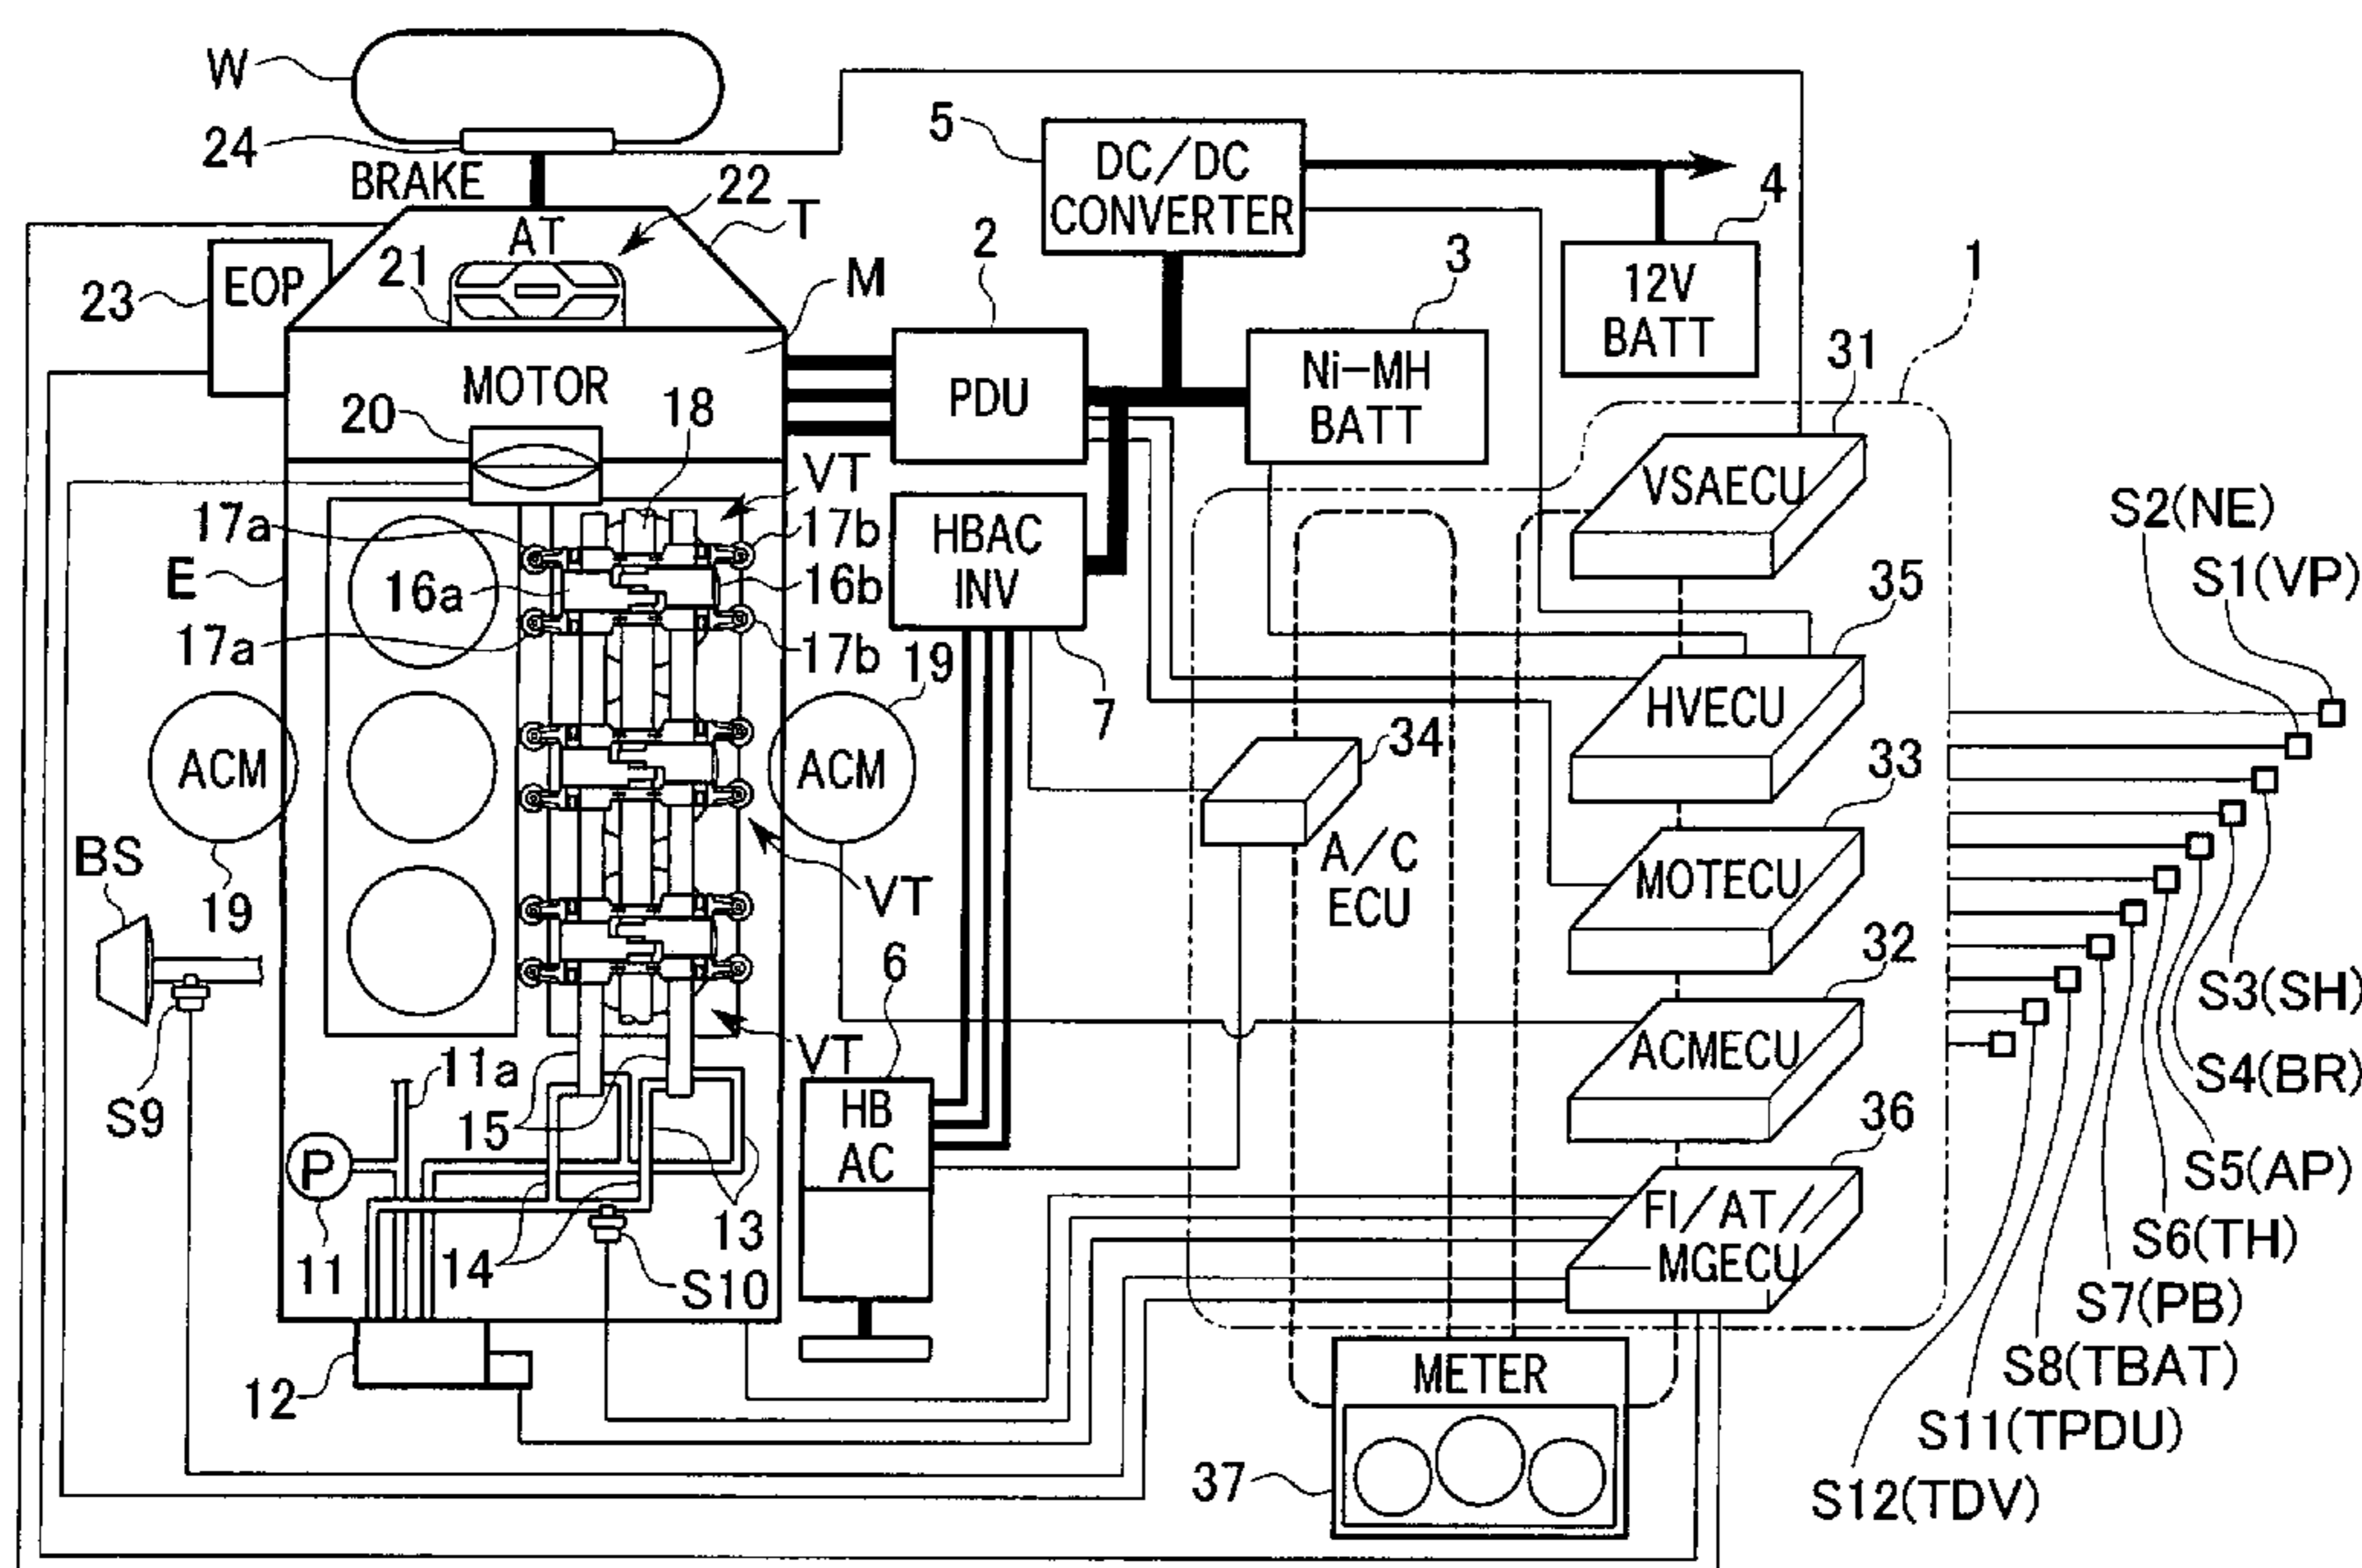 W
24
BRAKE
22
AT
T
21
EOP
23
M
MOTOR
20
18
VT
17a
17b
E
16a
16b
17a
17b
ACM
19
ACM
19
BS
VT
S9
11a
VT
15
P
11
13
14
S10
12
5
DC/DC
CONVERTER
4
12V
BATT
2
PDU
3
Ni-MH
BATT
HBAC
INV
7
6
HB
AC
1
31
VSAECU
35
HVECU
34
A/C
ECU
33
MOTECU
32
ACMECU
36
FI/AT/
MGECU
METER
37
S2(NE)
S1(VP)
S3(SH)
S4(BR)
S5(AP)
S6(TH)
S7(PB)
S8(TBAT)
S11(TPDU)
S12(TDV)